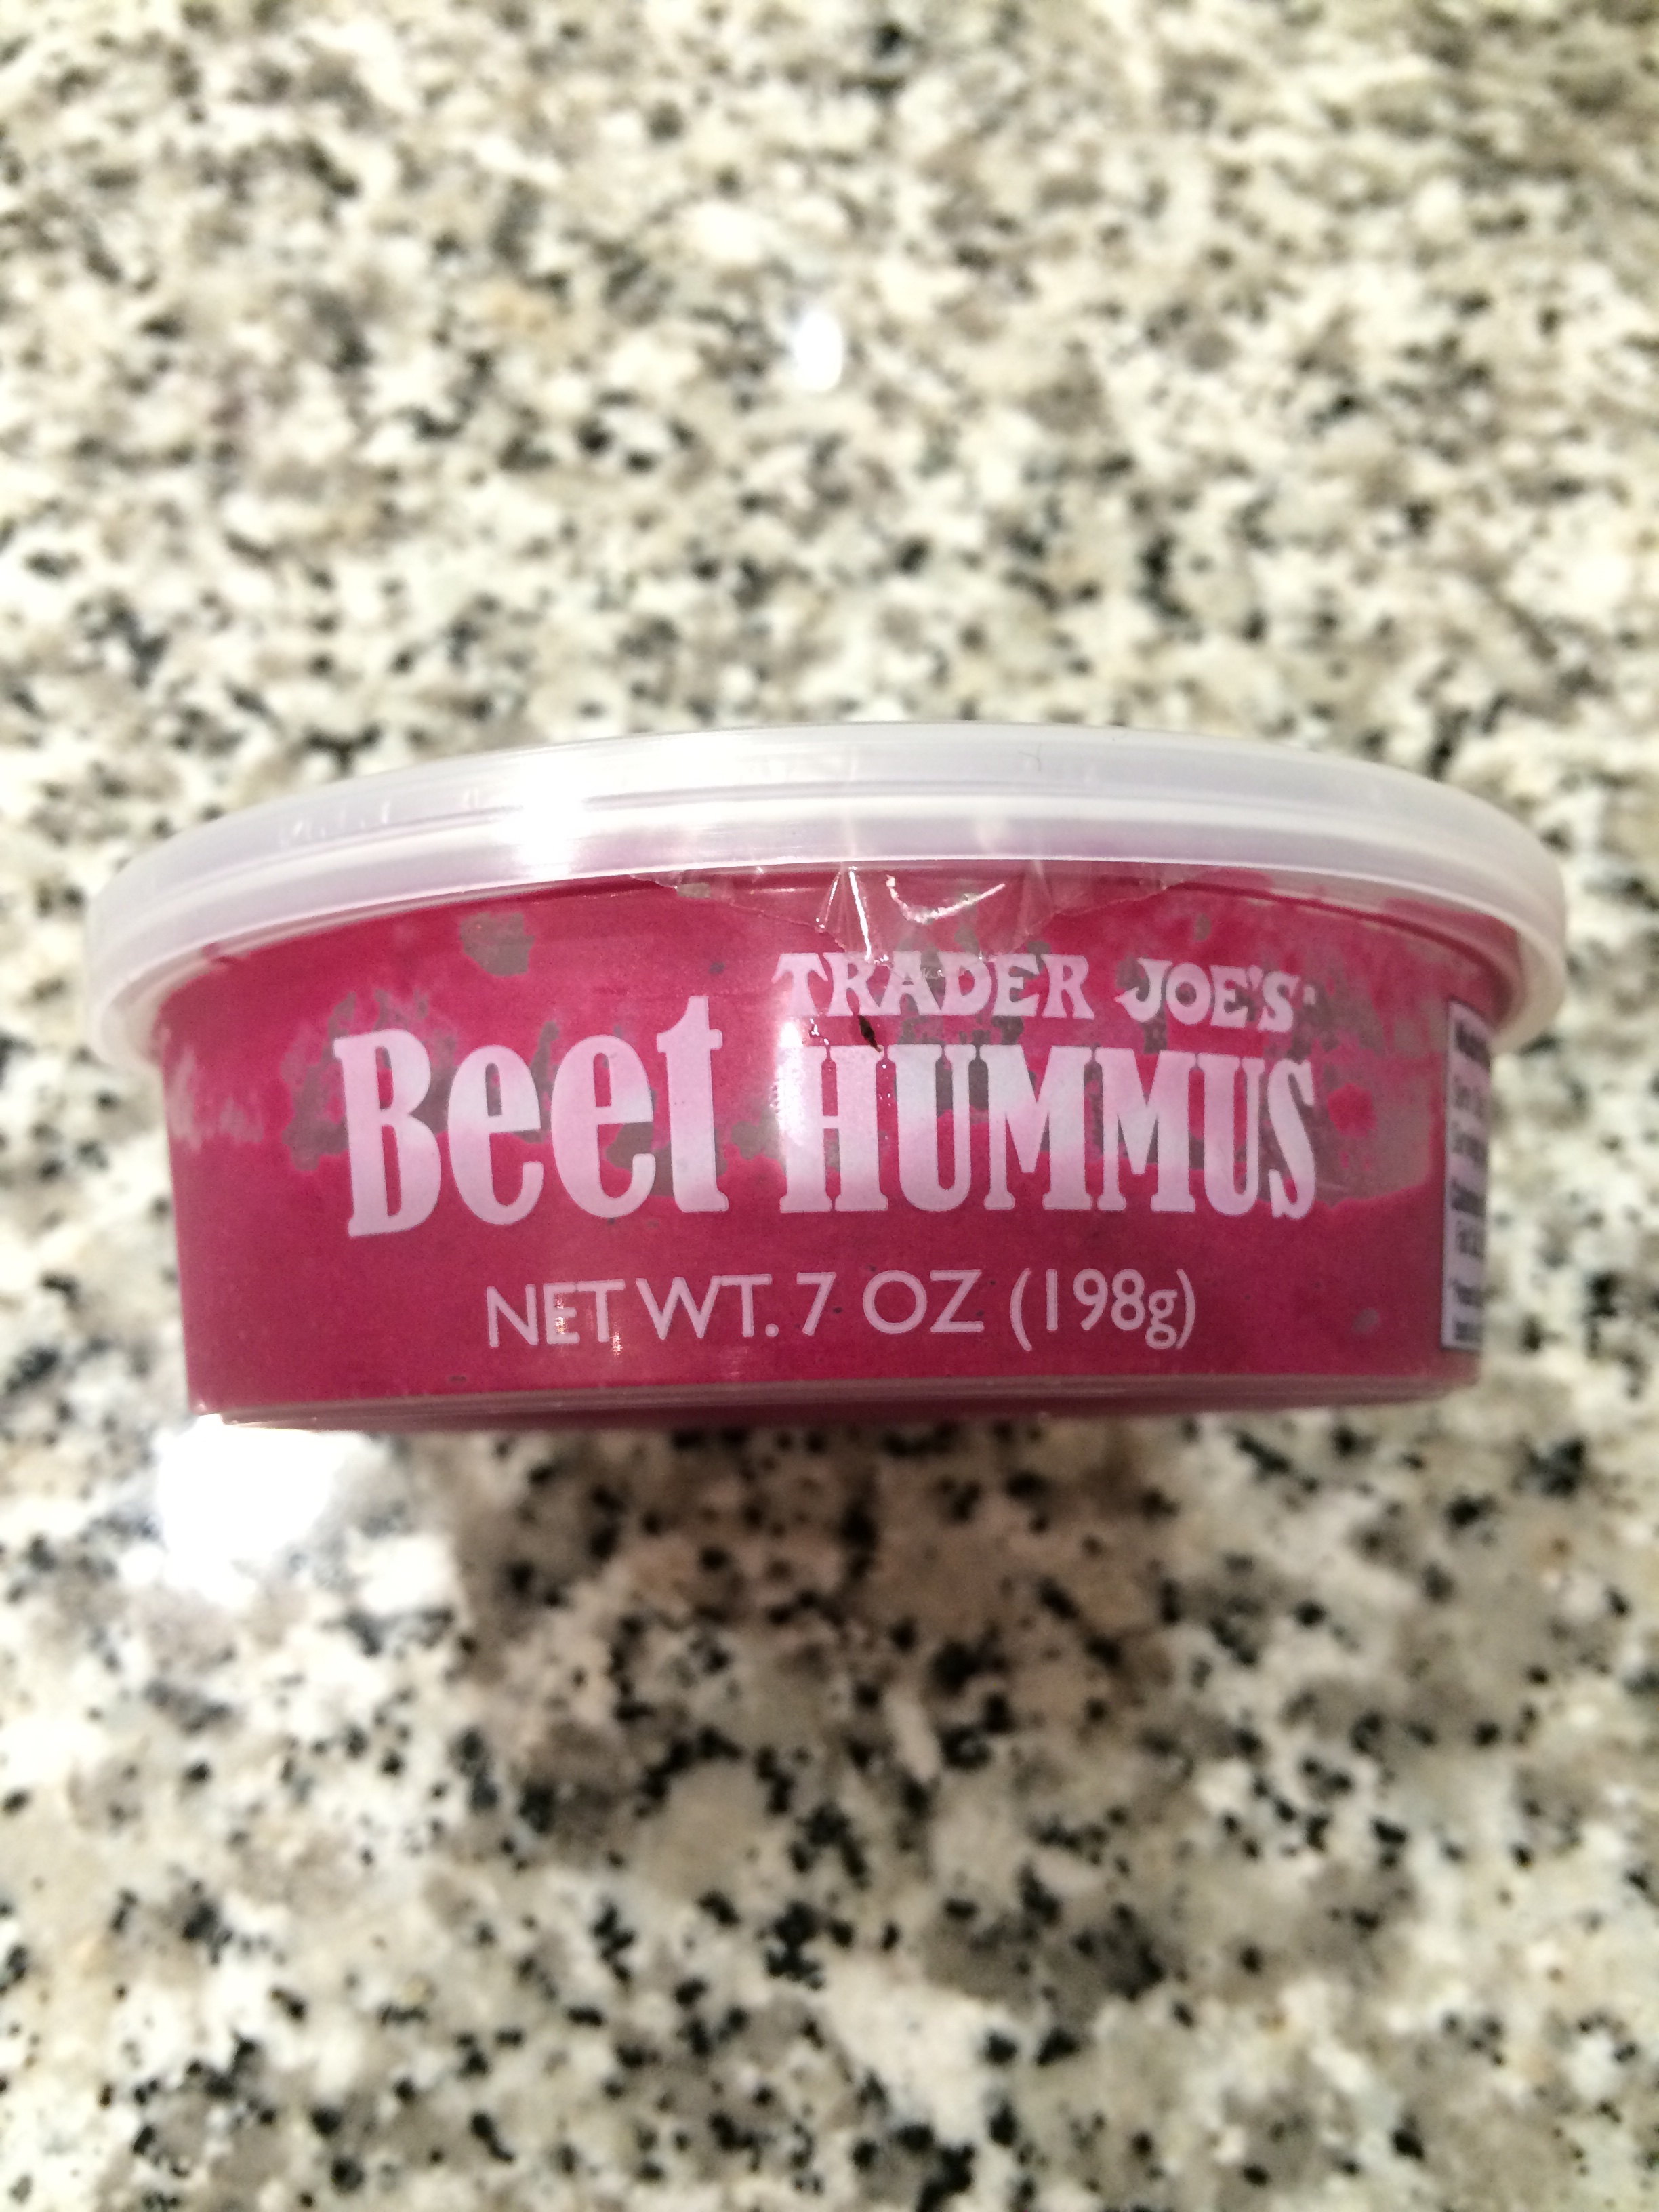 TRADER JOE'S
Beet HUMMUS
NET WT. 7 OZ (198g)